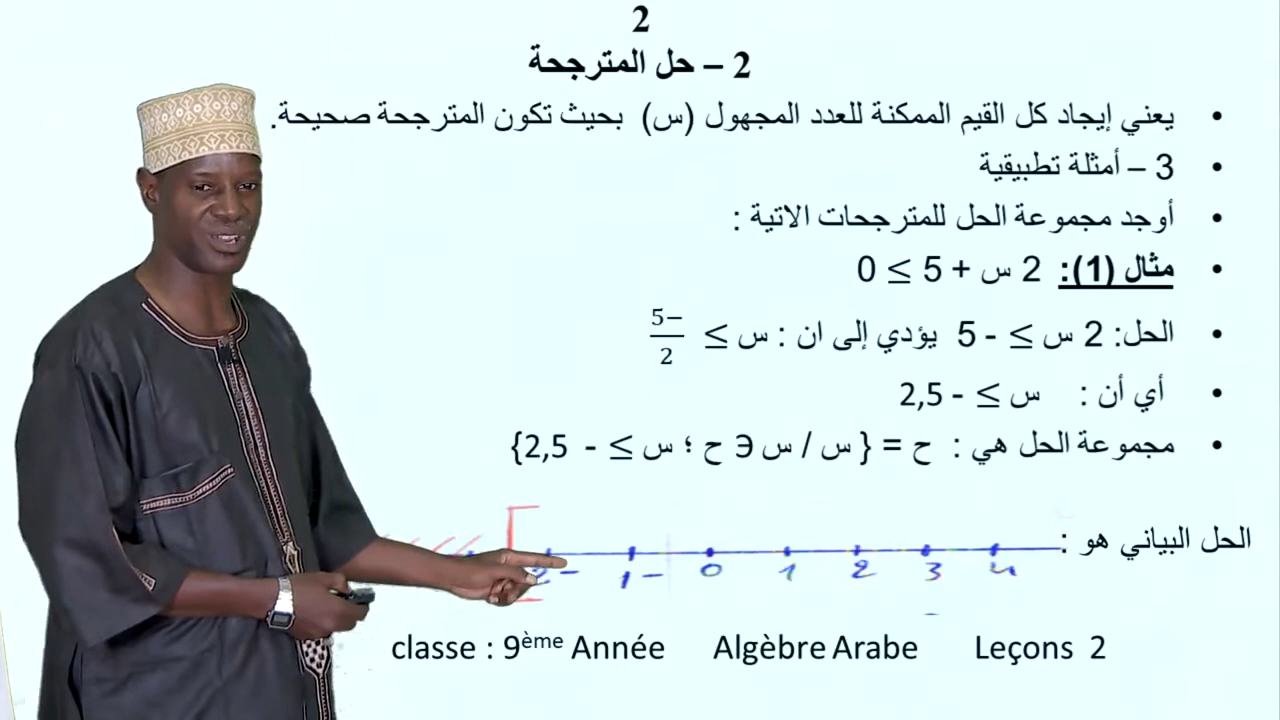 2
2 – حل المترجحة
• يعني إيجاد كل القيم الممكنة للعدد المجهول (س) بحيث تكون المترجحة صحيحة.
• 3 – أمثلة تطبيقية
• أوجد مجموعة الحل للمترجحات الاتية :
• مثال (1): 2 س + 5 ≥ 0
• الحل: 2 س ≥ - 5 يؤدي إلى ان : س ≥ −5/2
• أي أن : س ≥ - 2,5
• مجموعة الحل هي : ح = { س / س ∈ ح ؛ س ≥ - 2,5}
الحل البياني هو :
2- 1- 0 1 2 3 4
classe : 9ème Année Algèbre Arabe Leçons 2